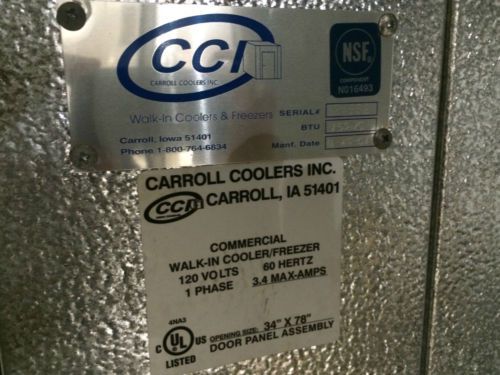 CCI
CARROLL COOLERS INC.
NSF
COMPONENT
N016493
Walk-In Coolers & Freezers
SERIAL#
BTU
Carroll, Iowa 51401
Phone 1-800-764-6834
Manf. Date
CARROLL COOLERS INC.
CCI CARROLL, IA 51401
COMMERCIAL
WALK-IN COOLER/FREEZER
120 VOLTS 60 HERTZ
1 PHASE 3.4 MAX-AMPS
4NA3
C UL US
OPENING SIZE: 34" X 78"
DOOR PANEL ASSEMBLY